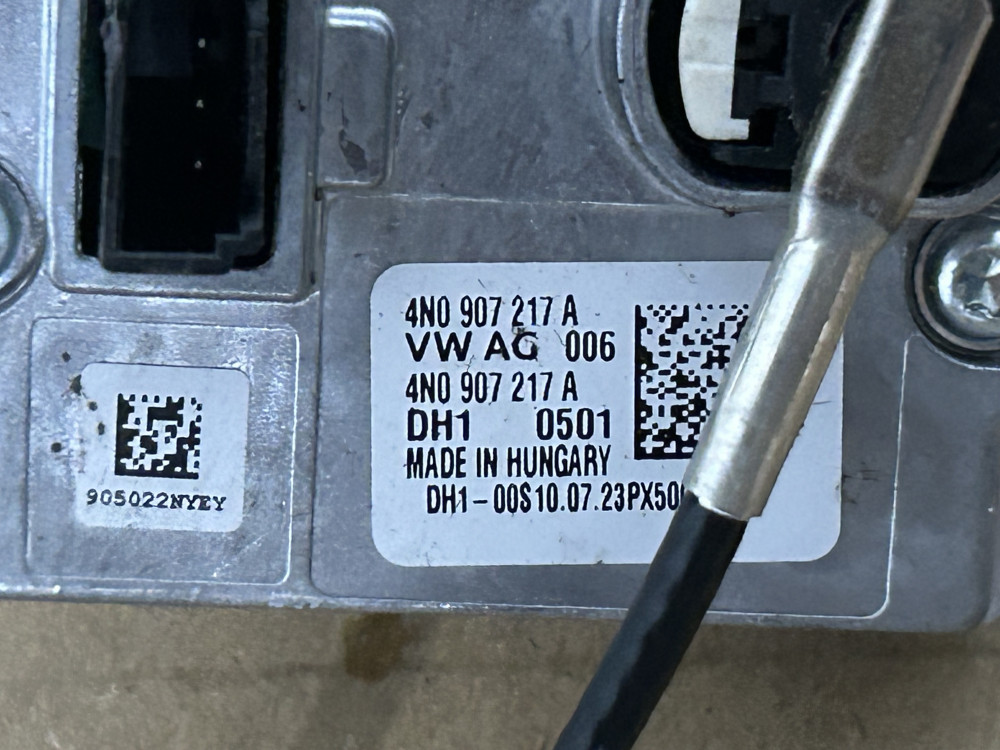 4N0 907 217 A
VW AG 006
4N0 907 217 A
DH1 0501
MADE IN HUNGARY
DH1-00S10.07.23PX50
905022NYEY